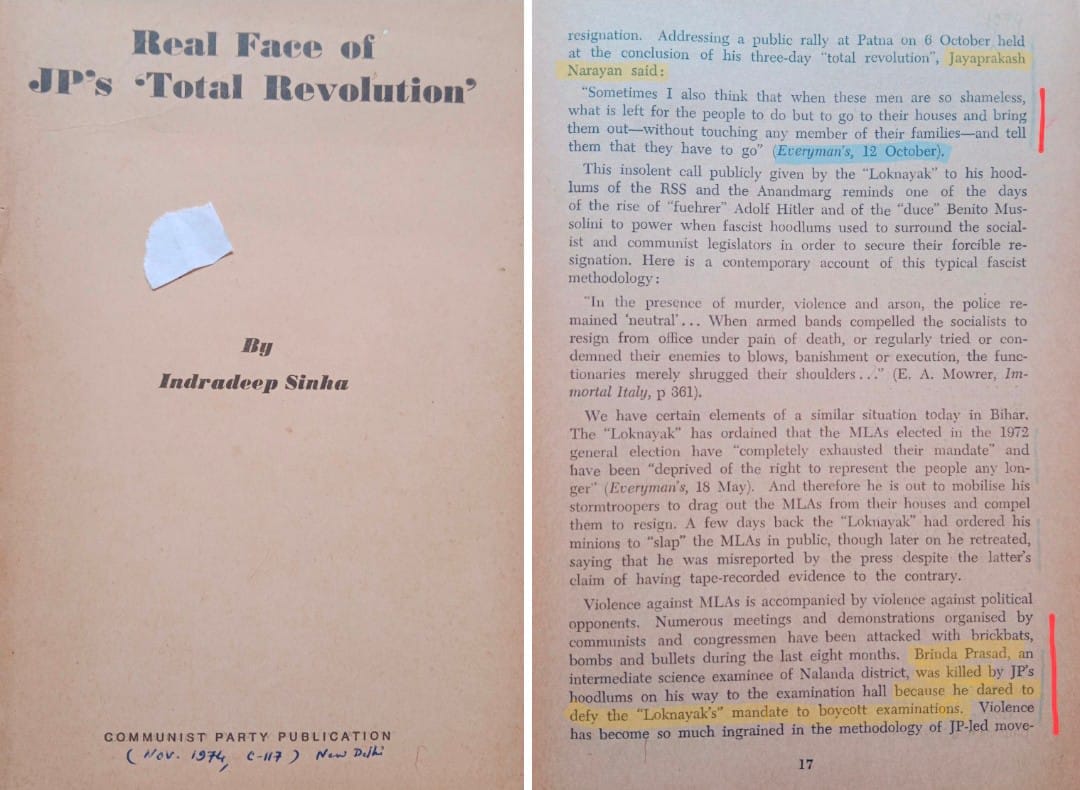 Real Face of
JP's 'Total Revolution'
By
Indradeep Sinha
COMMUNIST PARTY PUBLICATION
(Nov. 1974, C-117) New Delhi
resignation. Addressing a public rally at Patna on 6 October held
at the conclusion of his three-day "total revolution", Jayaprakash
Narayan said:
"Sometimes I also think that when these men are so shameless,
what is left for the people to do but to go to their houses and bring
them out—without touching any member of their families—and tell
them that they have to go" (Everyman's, 12 October).
This insolent call publicly given by the "Loknayak" to his hood-
lums of the RSS and the Anandmarg reminds one of the days
of the rise of "fuehrer" Adolf Hitler and of the "duce" Benito Mus-
solini to power when fascist hoodlums used to surround the social-
ist and communist legislators in order to secure their forcible re-
signation. Here is a contemporary account of this typical fascist
methodology:
"In the presence of murder, violence and arson, the police re-
mained 'neutral'... When armed bands compelled the socialists to
resign from office under pain of death, or regularly tried or con-
demned their enemies to blows, banishment or execution, the func-
tionaries merely shrugged their shoulders..." (E. A. Mowrer, Im-
mortal Italy, p 361).
We have certain elements of a similar situation today in Bihar.
The "Loknayak" has ordained that the MLAs elected in the 1972
general election have "completely exhausted their mandate" and
have been "deprived of the right to represent the people any lon-
ger" (Everyman's, 18 May). And therefore he is out to mobilise his
stormtroopers to drag out the MLAs from their houses and compel
them to resign. A few days back the "Loknayak" had ordered his
minions to "slap" the MLAs in public, though later on he retreated,
saying that he was misreported by the press despite the latter's
claim of having tape-recorded evidence to the contrary.
Violence against MLAs is accompanied by violence against political
opponents. Numerous meetings and demonstrations organised by
communists and congressmen have been attacked with brickbats,
bombs and bullets during the last eight months. Brinda Prasad, an
intermediate science examinee of Nalanda district, was killed by JP's
hoodlums on his way to the examination hall because he dared to
defy the "Loknayak's" mandate to boycott examinations. Violence
has become so much ingrained in the methodology of JP-led move-
17